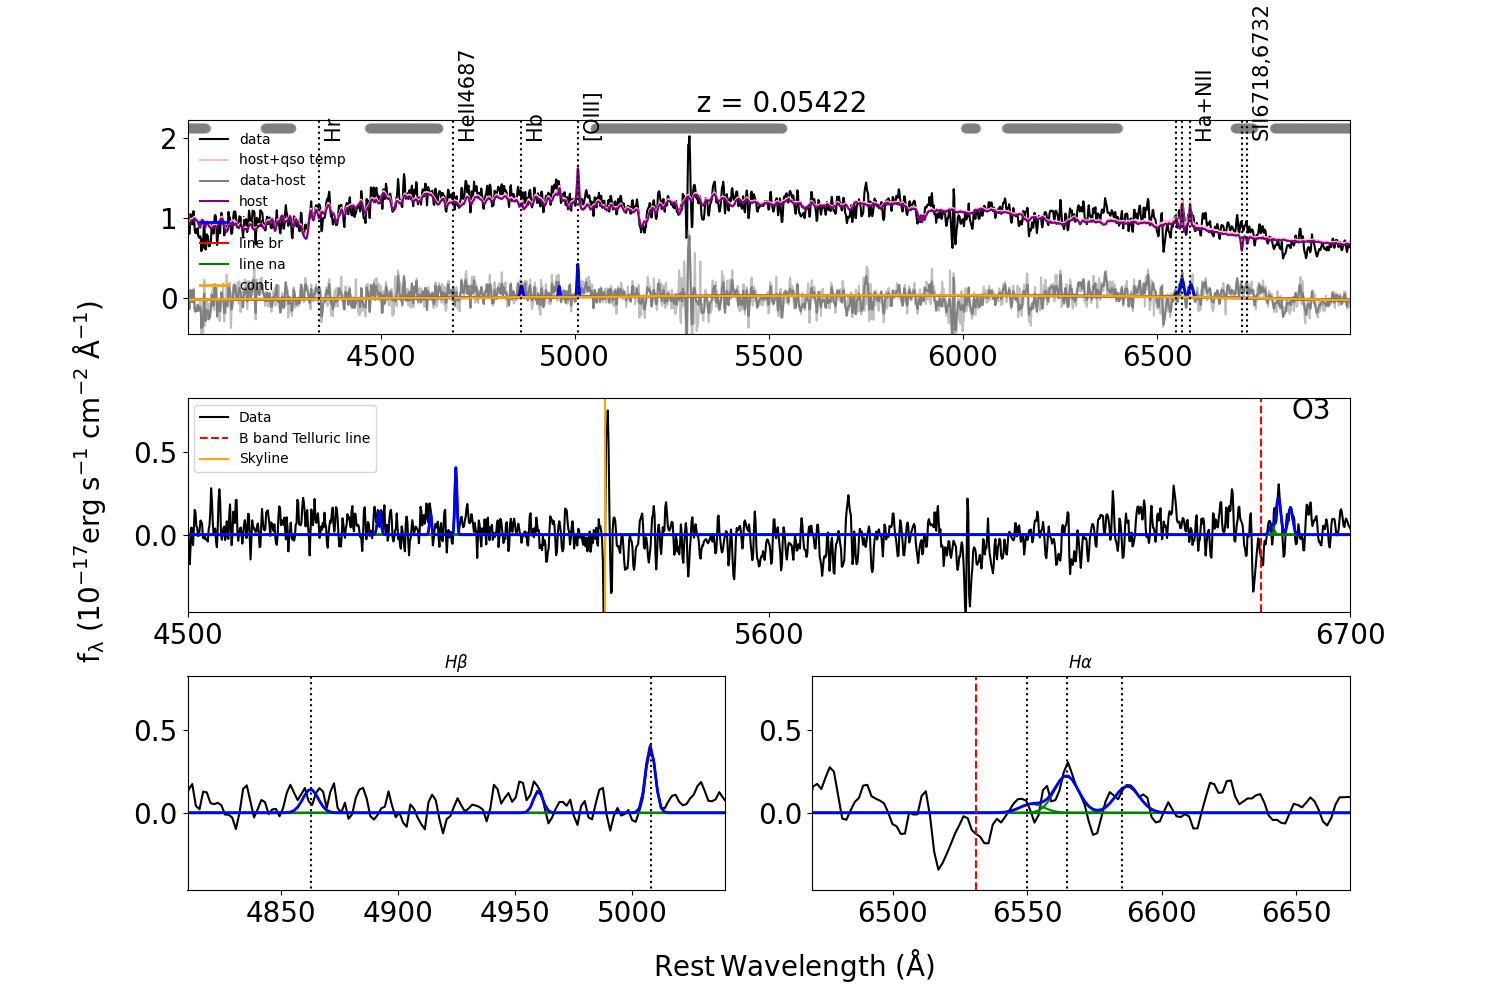 z = 0.05422
Hr
HeII4687
Hb
[OIII]
Ha+NII
SII6718,6732
data
host+qso temp
data-host
host
line br
line na
conti
2
1
0
4500
5000
5500
6000
6500
fλ (10⁻¹⁷erg s⁻¹ cm⁻² Å⁻¹)
Data
B band Telluric line
Skyline
O3
0.5
0.0
4500
5600
6700
Hβ
0.5
0.0
4850
4900
4950
5000
Hα
0.5
0.0
6500
6550
6600
6650
Rest Wavelength (Å)